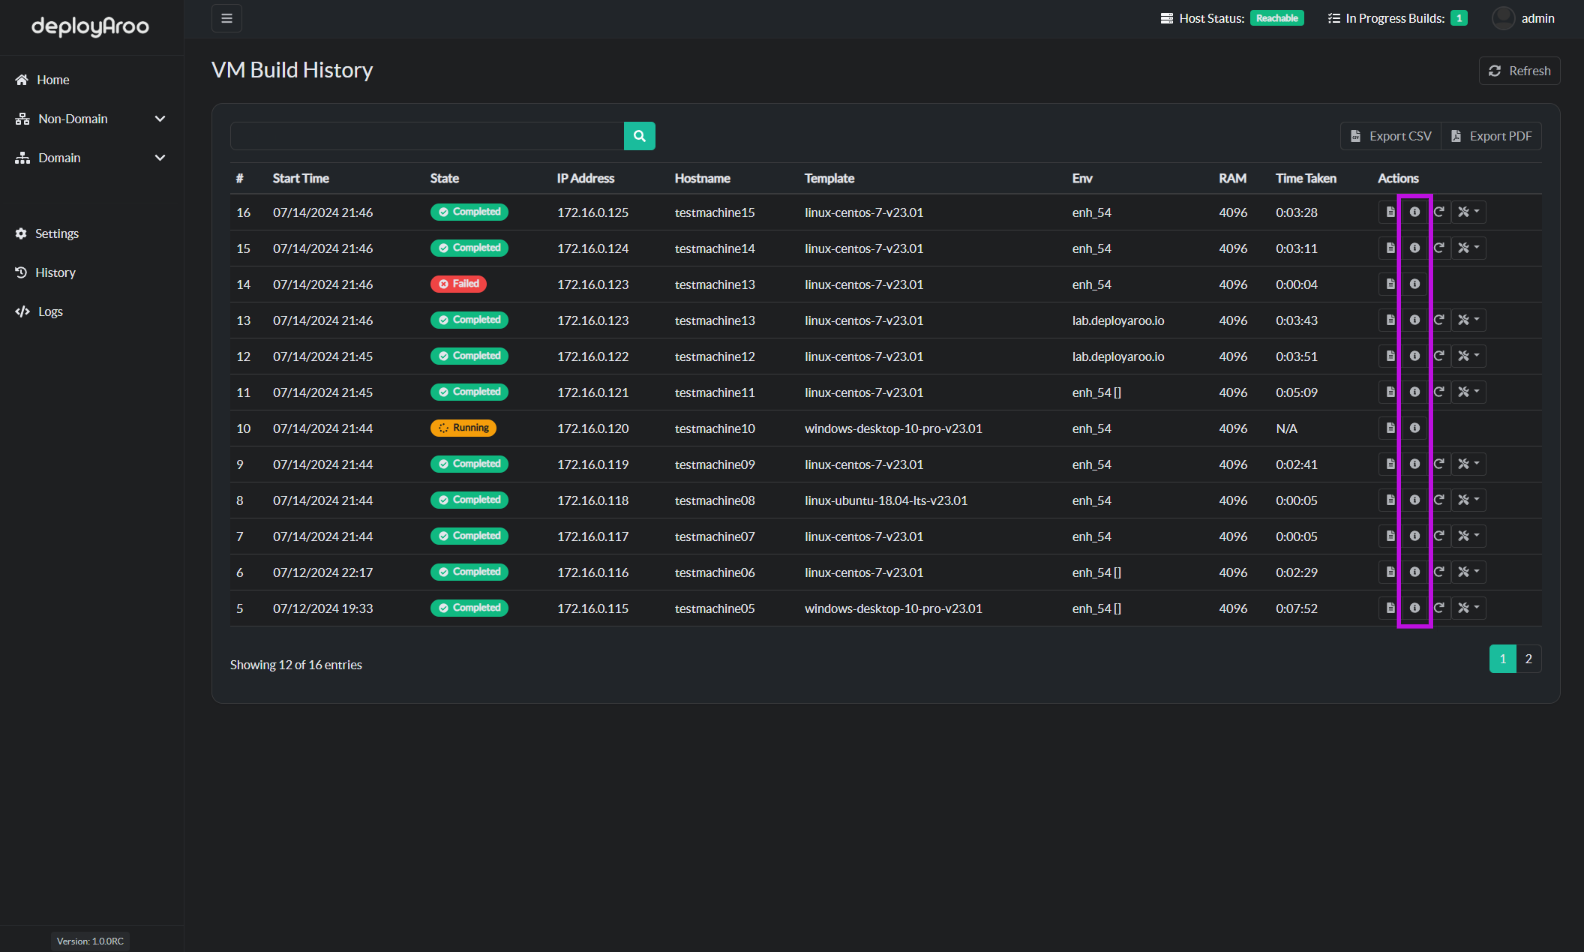 deployAroo
Host Status: Reachable In Progress Builds: 1 admin
Home
Non-Domain
Domain
Settings
History
Logs
VM Build History
Refresh
Export CSV Export PDF
# Start Time State IP Address Hostname Template Env RAM Time Taken Actions
16 07/14/2024 21:46 Completed 172.16.0.125 testmachine15 linux-centos-7-v23.01 enh_54 4096 0:03:28
15 07/14/2024 21:46 Completed 172.16.0.124 testmachine14 linux-centos-7-v23.01 enh_54 4096 0:03:11
14 07/14/2024 21:46 Failed 172.16.0.123 testmachine13 linux-centos-7-v23.01 enh_54 4096 0:00:04
13 07/14/2024 21:46 Completed 172.16.0.123 testmachine13 linux-centos-7-v23.01 lab.deployaroo.io 4096 0:03:43
12 07/14/2024 21:45 Completed 172.16.0.122 testmachine12 linux-centos-7-v23.01 lab.deployaroo.io 4096 0:03:51
11 07/14/2024 21:45 Completed 172.16.0.121 testmachine11 linux-centos-7-v23.01 enh_54 [] 4096 0:05:09
10 07/14/2024 21:44 Running 172.16.0.120 testmachine10 windows-desktop-10-pro-v23.01 enh_54 4096 N/A
9 07/14/2024 21:44 Completed 172.16.0.119 testmachine09 linux-centos-7-v23.01 enh_54 4096 0:02:41
8 07/14/2024 21:44 Completed 172.16.0.118 testmachine08 linux-ubuntu-18.04-lts-v23.01 enh_54 4096 0:00:05
7 07/14/2024 21:44 Completed 172.16.0.117 testmachine07 linux-centos-7-v23.01 enh_54 4096 0:00:05
6 07/12/2024 22:17 Completed 172.16.0.116 testmachine06 linux-centos-7-v23.01 enh_54 [] 4096 0:02:29
5 07/12/2024 19:33 Completed 172.16.0.115 testmachine05 windows-desktop-10-pro-v23.01 enh_54 [] 4096 0:07:52
Showing 12 of 16 entries
1 2
Version: 1.0.0RC